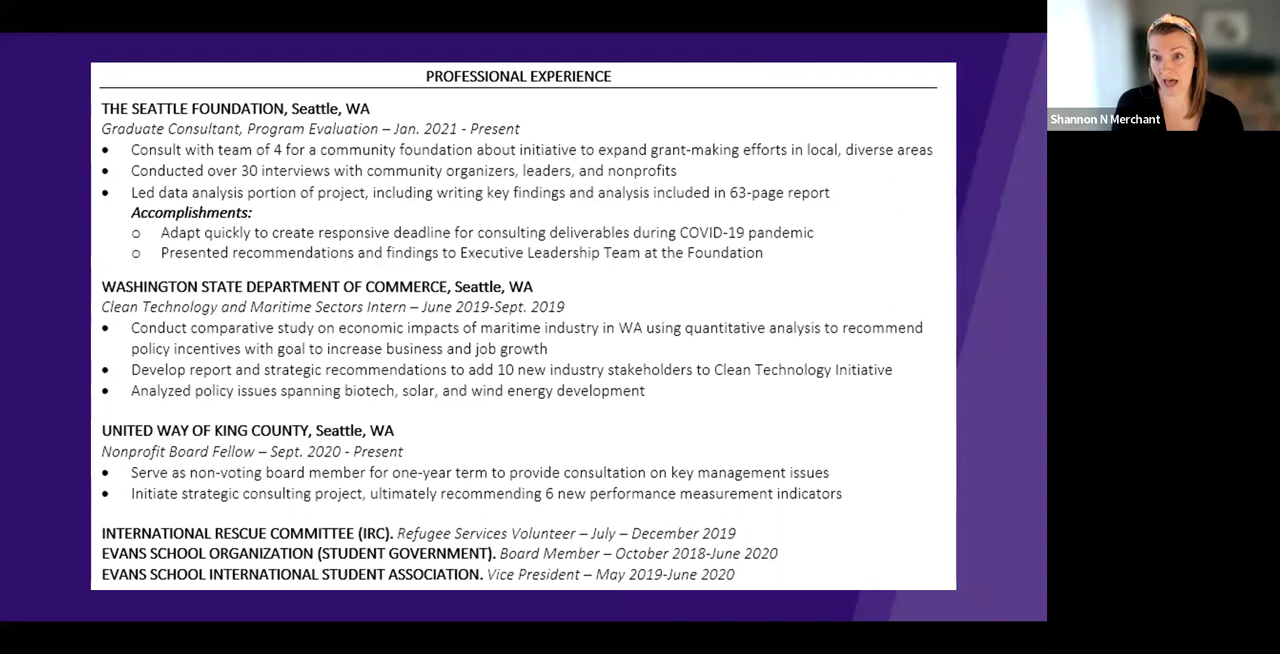 PROFESSIONAL EXPERIENCE
THE SEATTLE FOUNDATION, Seattle, WA
Graduate Consultant, Program Evaluation – Jan. 2021 - Present
• Consult with team of 4 for a community foundation about initiative to expand grant-making efforts in local, diverse areas
• Conducted over 30 interviews with community organizers, leaders, and nonprofits
• Led data analysis portion of project, including writing key findings and analysis included in 63-page report
Accomplishments:
o Adapt quickly to create responsive deadline for consulting deliverables during COVID-19 pandemic
o Presented recommendations and findings to Executive Leadership Team at the Foundation
WASHINGTON STATE DEPARTMENT OF COMMERCE, Seattle, WA
Clean Technology and Maritime Sectors Intern – June 2019-Sept. 2019
• Conduct comparative study on economic impacts of maritime industry in WA using quantitative analysis to recommend
policy incentives with goal to increase business and job growth
• Develop report and strategic recommendations to add 10 new industry stakeholders to Clean Technology Initiative
• Analyzed policy issues spanning biotech, solar, and wind energy development
UNITED WAY OF KING COUNTY, Seattle, WA
Nonprofit Board Fellow – Sept. 2020 - Present
• Serve as non-voting board member for one-year term to provide consultation on key management issues
• Initiate strategic consulting project, ultimately recommending 6 new performance measurement indicators
INTERNATIONAL RESCUE COMMITTEE (IRC). Refugee Services Volunteer – July – December 2019
EVANS SCHOOL ORGANIZATION (STUDENT GOVERNMENT). Board Member – October 2018-June 2020
EVANS SCHOOL INTERNATIONAL STUDENT ASSOCIATION. Vice President – May 2019-June 2020
Shannon N Merchant